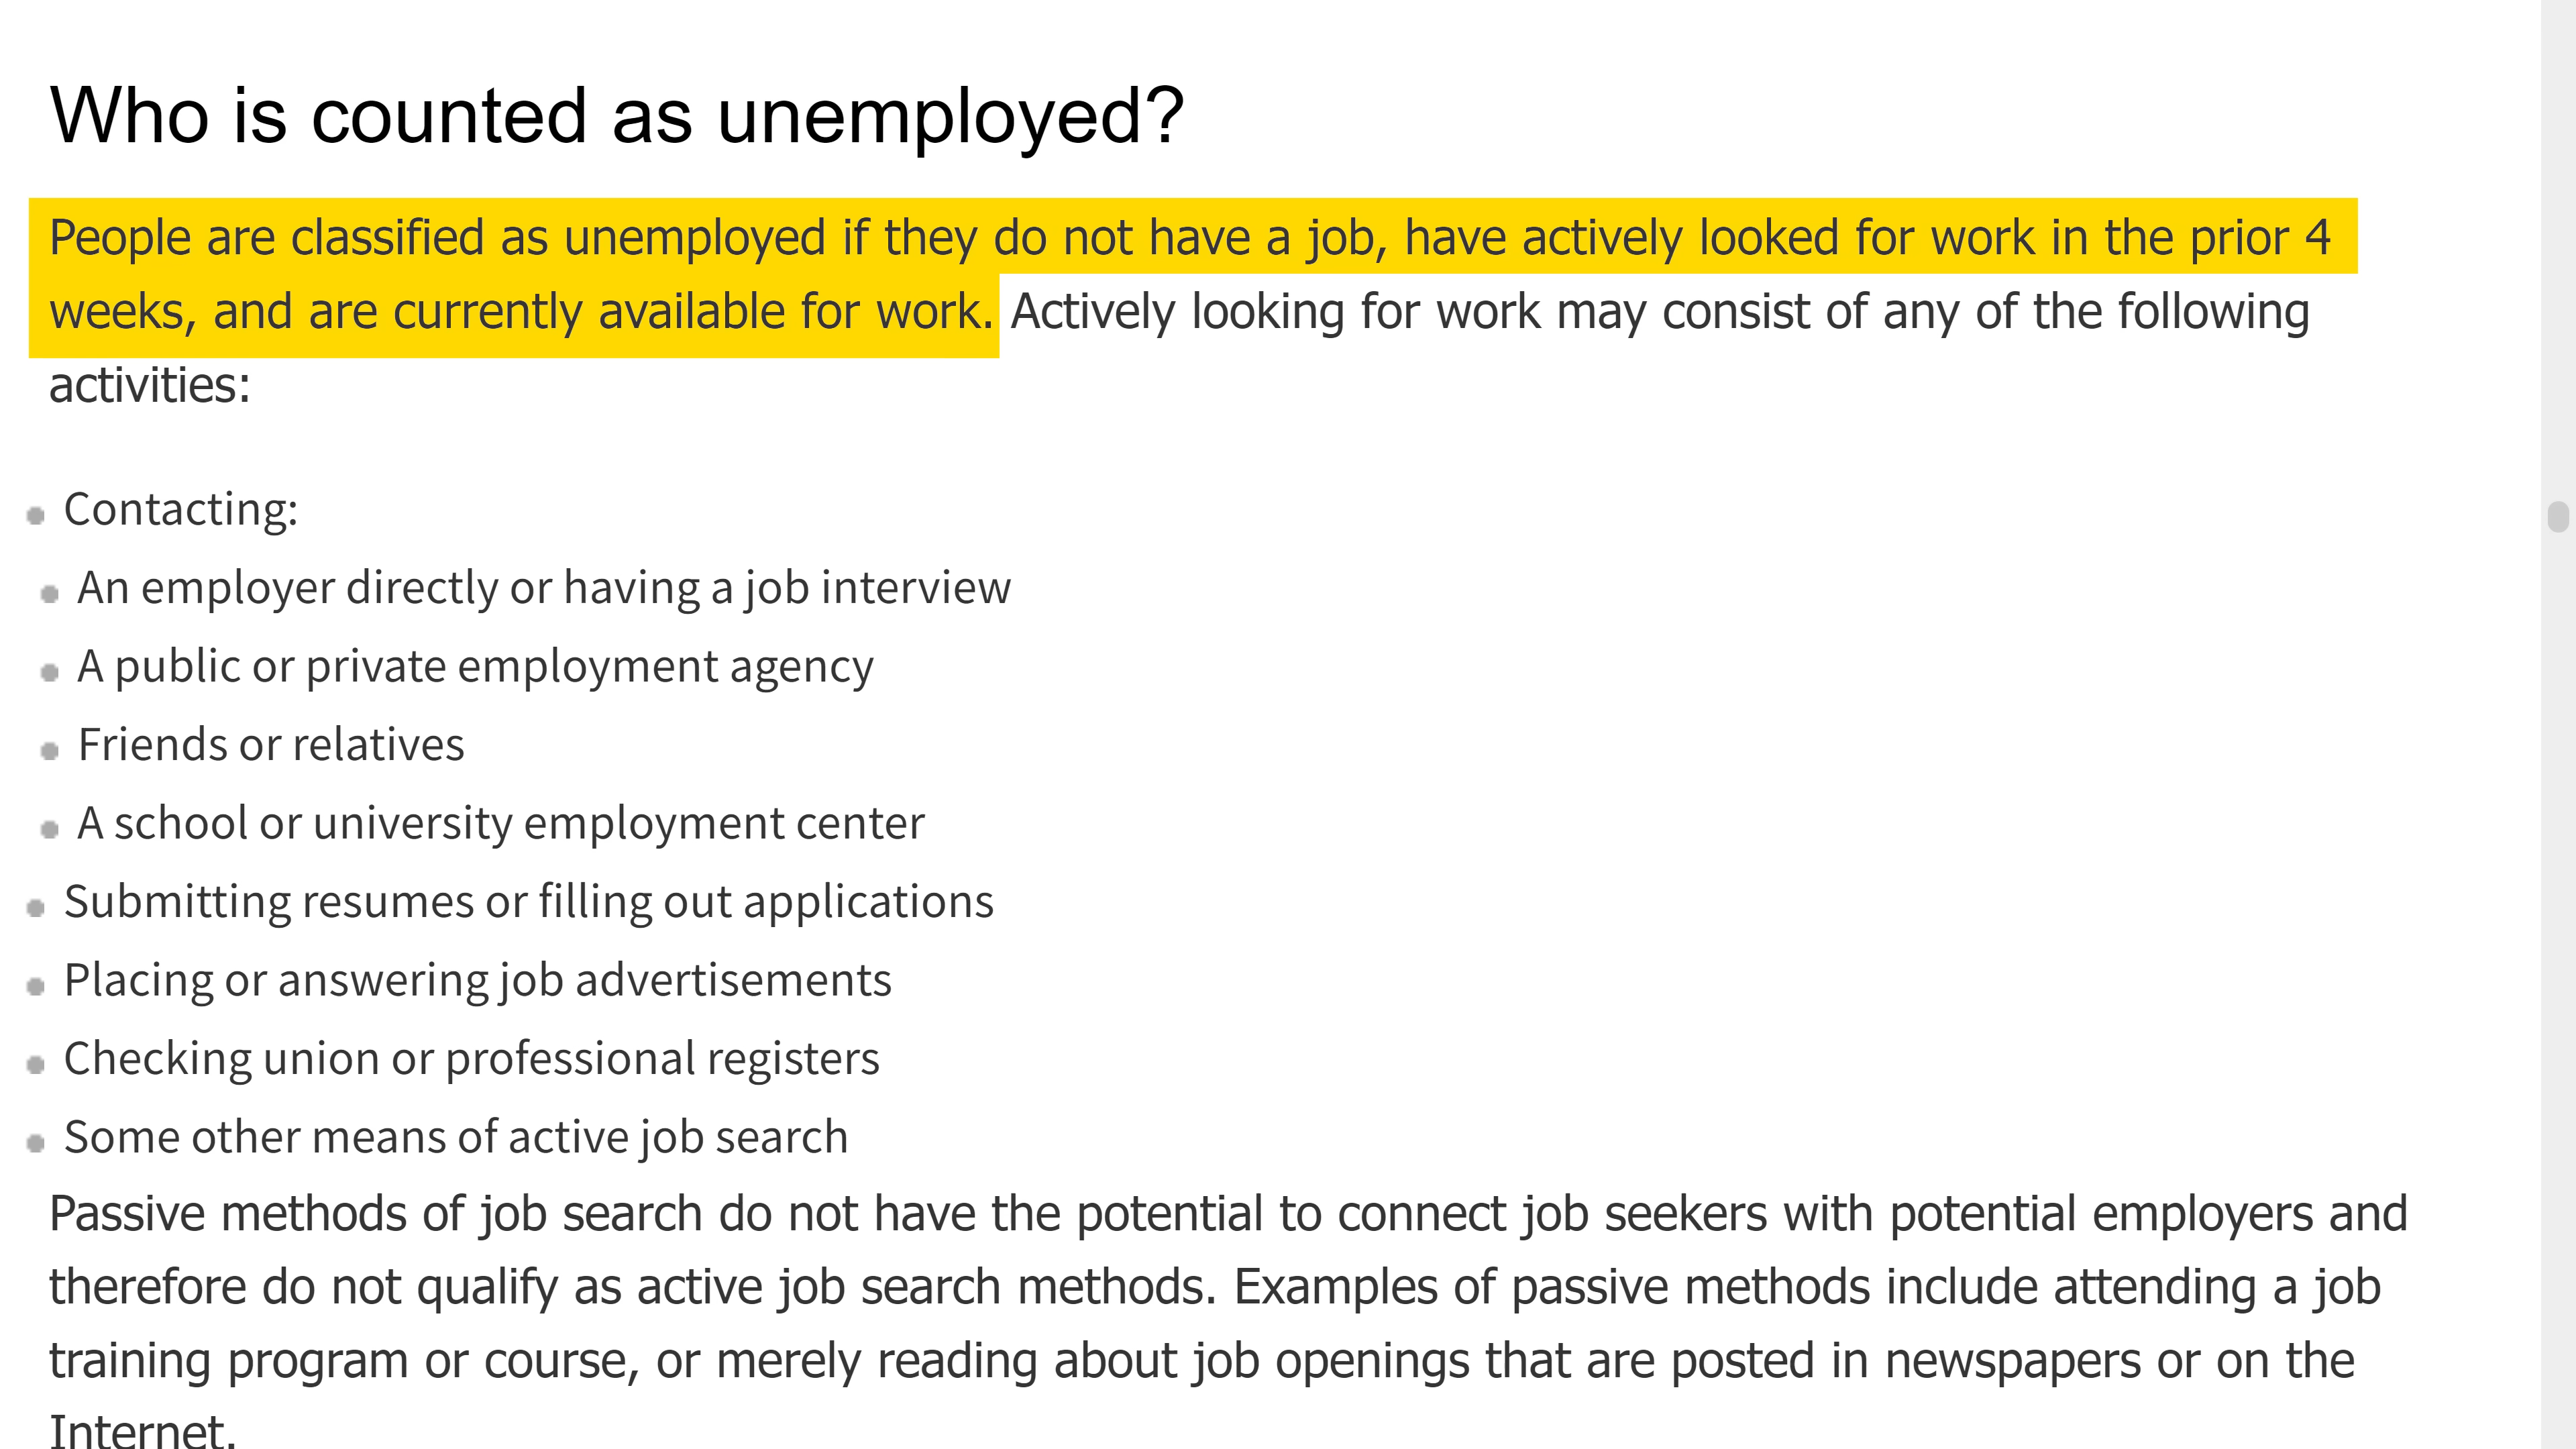 Who is counted as unemployed?
People are classified as unemployed if they do not have a job, have actively looked for work in the prior 4
weeks, and are currently available for work. Actively looking for work may consist of any of the following
activities:
Contacting:
An employer directly or having a job interview
A public or private employment agency
Friends or relatives
A school or university employment center
Submitting resumes or filling out applications
Placing or answering job advertisements
Checking union or professional registers
Some other means of active job search
Passive methods of job search do not have the potential to connect job seekers with potential employers and
therefore do not qualify as active job search methods. Examples of passive methods include attending a job
training program or course, or merely reading about job openings that are posted in newspapers or on the
Internet.